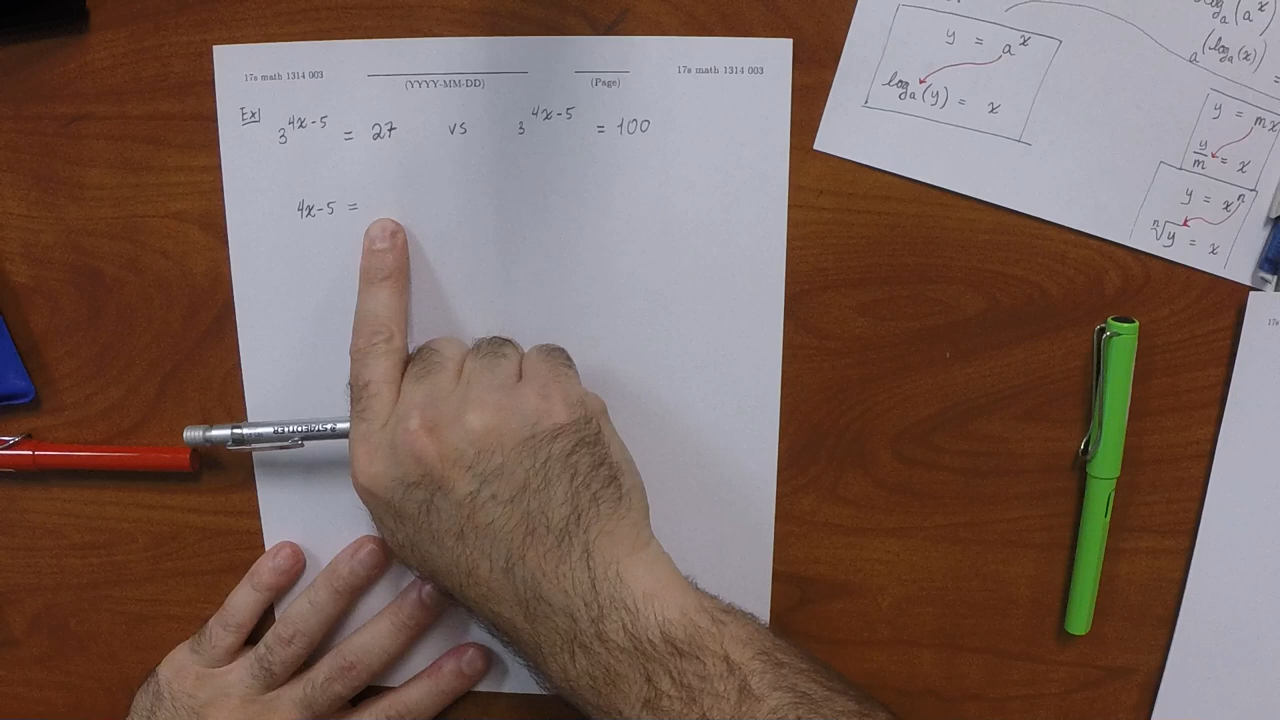 17s math 1314 003
(YYYY-MM-DD)
(Page)
17s math 1314 003
Ex]
3^{4x-5} = 27 vs 3^{4x-5} = 100
4x-5 =
STAEDTLER
y = a^x
log_a(y) = x
log_a(a^x)
a^{(log_a(x))} =
y = mx
y/m = x
y = x^n
ⁿ√y = x